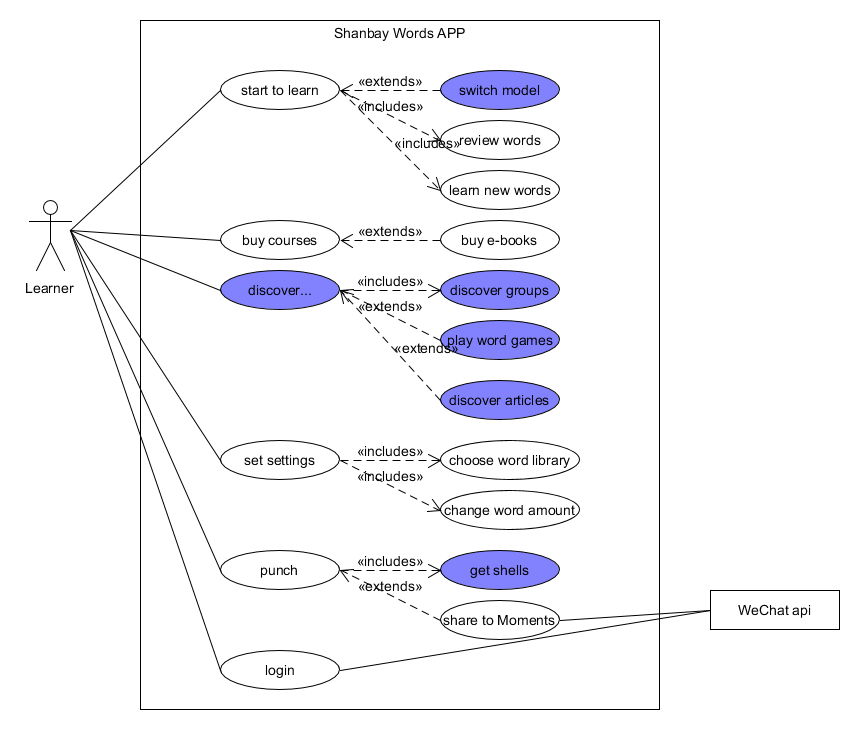 Shanbay Words APP
start to learn
«extends»
switch model
«includes»
review words
«includes»
learn new words
buy courses
«extends»
buy e-books
Learner
discover...
«includes»
discover groups
«extends»
play word games
«extends»
discover articles
set settings
«includes»
choose word library
«includes»
change word amount
punch
«includes»
get shells
«extends»
share to Moments
WeChat api
login